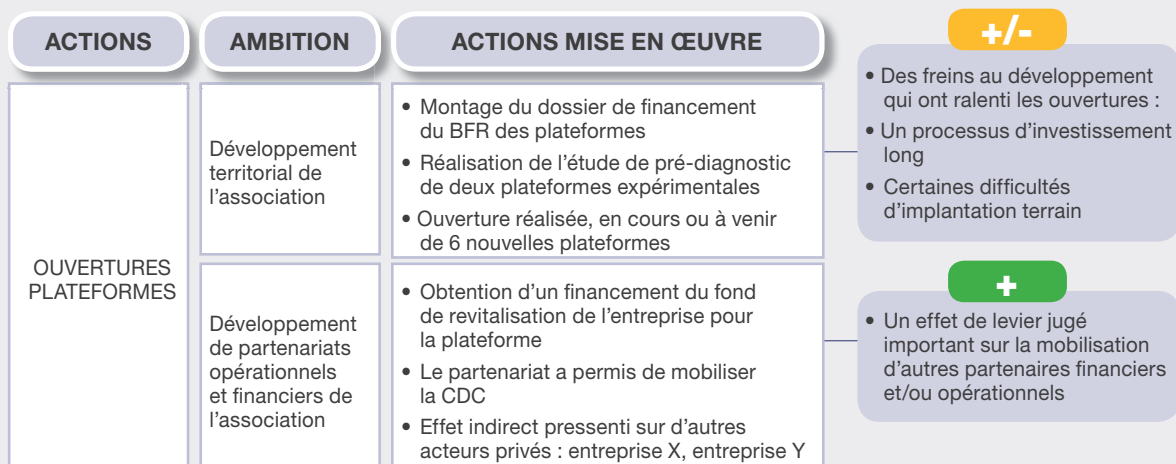 ACTIONS
AMBITION
ACTIONS MISE EN ŒUVRE
OUVERTURES
PLATEFORMES
Développement
territorial de
l'association
• Montage du dossier de financement
du BFR des plateformes
• Réalisation de l'étude de pré-diagnostic
de deux plateformes expérimentales
• Ouverture réalisée, en cours ou à venir
de 6 nouvelles plateformes
+/-
• Des freins au développement
qui ont ralenti les ouvertures :
• Un processus d'investissement
long
• Certaines difficultés
d'implantation terrain
Développement
de partenariats
opérationnels
et financiers de
l'association
• Obtention d'un financement du fond
de revitalisation de l'entreprise pour
la plateforme
• Le partenariat a permis de mobiliser
la CDC
• Effet indirect pressenti sur d'autres
acteurs privés : entreprise X, entreprise Y
+
• Un effet de levier jugé
important sur la mobilisation
d'autres partenaires financiers
et/ou opérationnels